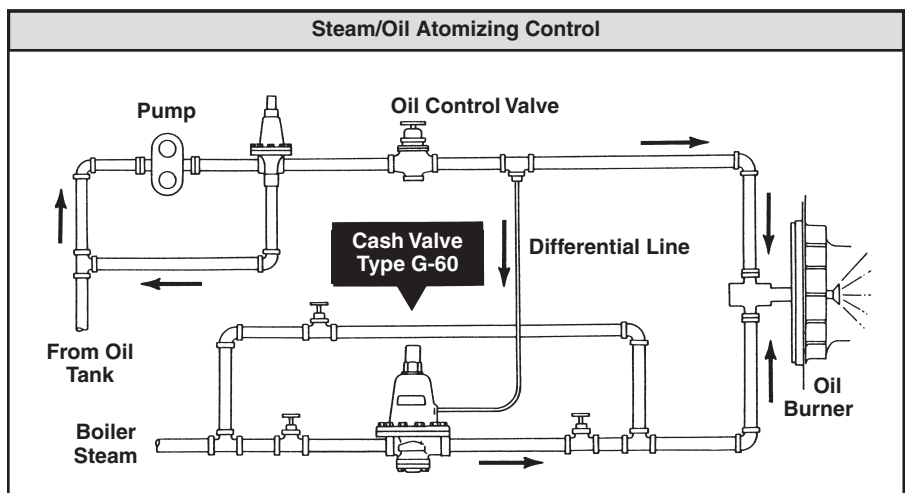 Steam/Oil Atomizing Control
Pump
Oil Control Valve
Cash Valve
Type G-60
Differential Line
From Oil
Tank
Oil
Burner
Boiler
Steam